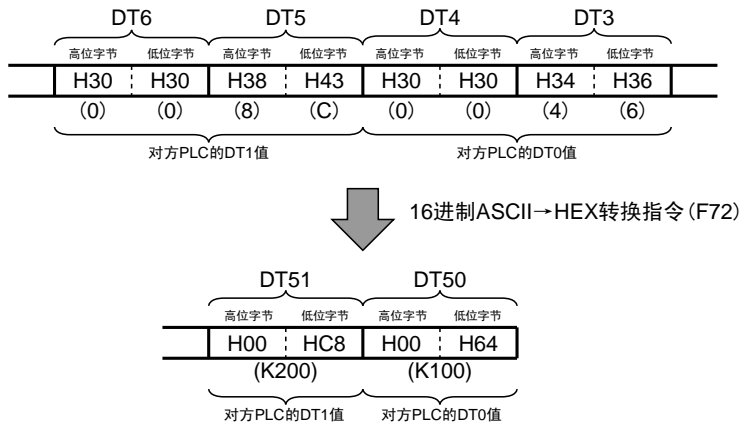 DT6 DT5 DT4 DT3
高位字节 低位字节 高位字节 低位字节 高位字节 低位字节 高位字节 低位字节
H30 H30 H38 H43 H30 H30 H34 H36
(0) (0) (8) (C) (0) (0) (4) (6)
对方PLC的DT1值 对方PLC的DT0值
16进制ASCII→HEX转换指令(F72)
DT51 DT50
高位字节 低位字节 高位字节 低位字节
H00 HC8 H00 H64
(K200) (K100)
对方PLC的DT1值 对方PLC的DT0值